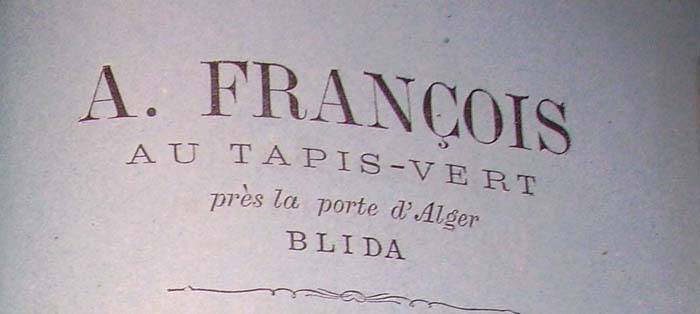 A. FRANÇOIS
AU TAPIS-VERT
près la porte d'Alger
BLIDA